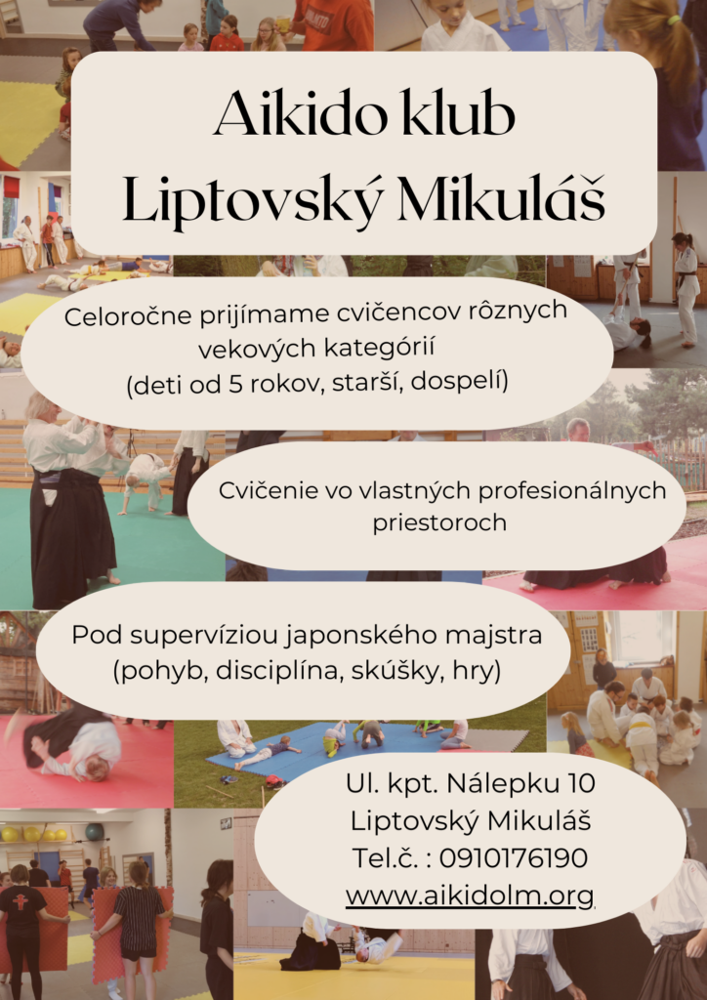 Aikido klub
Liptovský Mikuláš
Celoročne prijímame cvičencov rôznych
vekových kategórií
(deti od 5 rokov, starší, dospelí)
Cvičenie vo vlastných profesionálnych
priestoroch
Pod supervíziou japonského majstra
(pohyb, disciplína, skúšky, hry)
Ul. kpt. Nálepku 10
Liptovský Mikuláš
Tel.č. : 0910176190
www.aikidolm.org